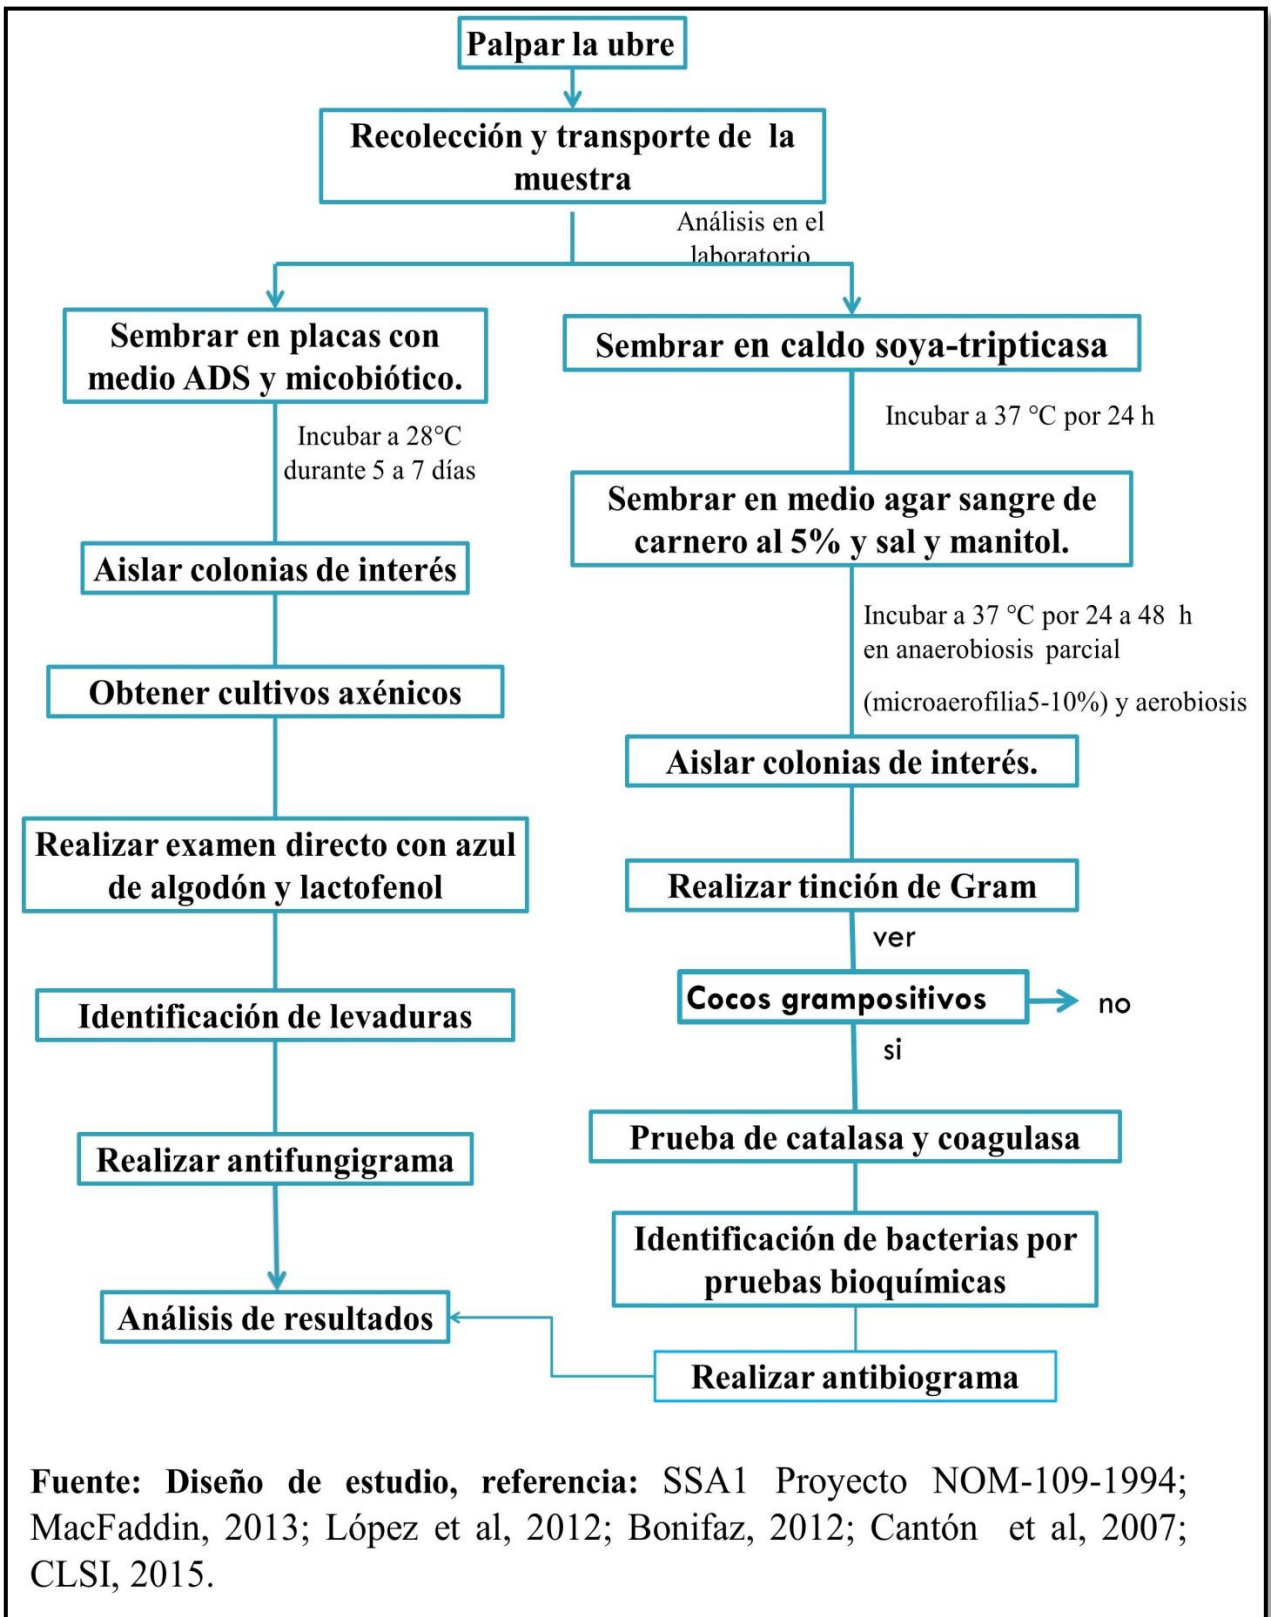 Palpar la ubre
Recolección y transporte de la
muestra
Análisis en el
laboratorio
Sembrar en placas con
medio ADS y micobiótico.
Incubar a 28°C
durante 5 a 7 días
Aislar colonias de interés
Obtener cultivos axénicos
Realizar examen directo con azul
de algodón y lactofenol
Identificación de levaduras
Realizar antifungigrama
Análisis de resultados
Sembrar en caldo soya-tripticasa
Incubar a 37 °C por 24 h
Sembrar en medio agar sangre de
carnero al 5% y sal y manitol.
Incubar a 37 °C por 24 a 48 h
en anaerobiosis parcial
(microaerofilia5-10%) y aerobiosis
Aislar colonias de interés.
Realizar tinción de Gram
ver
Cocos grampositivos
no
si
Prueba de catalasa y coagulasa
Identificación de bacterias por
pruebas bioquímicas
Realizar antibiograma
Fuente: Diseño de estudio, referencia: SSA1 Proyecto NOM-109-1994;
MacFaddin, 2013; López et al, 2012; Bonifaz, 2012; Cantón et al, 2007;
CLSI, 2015.